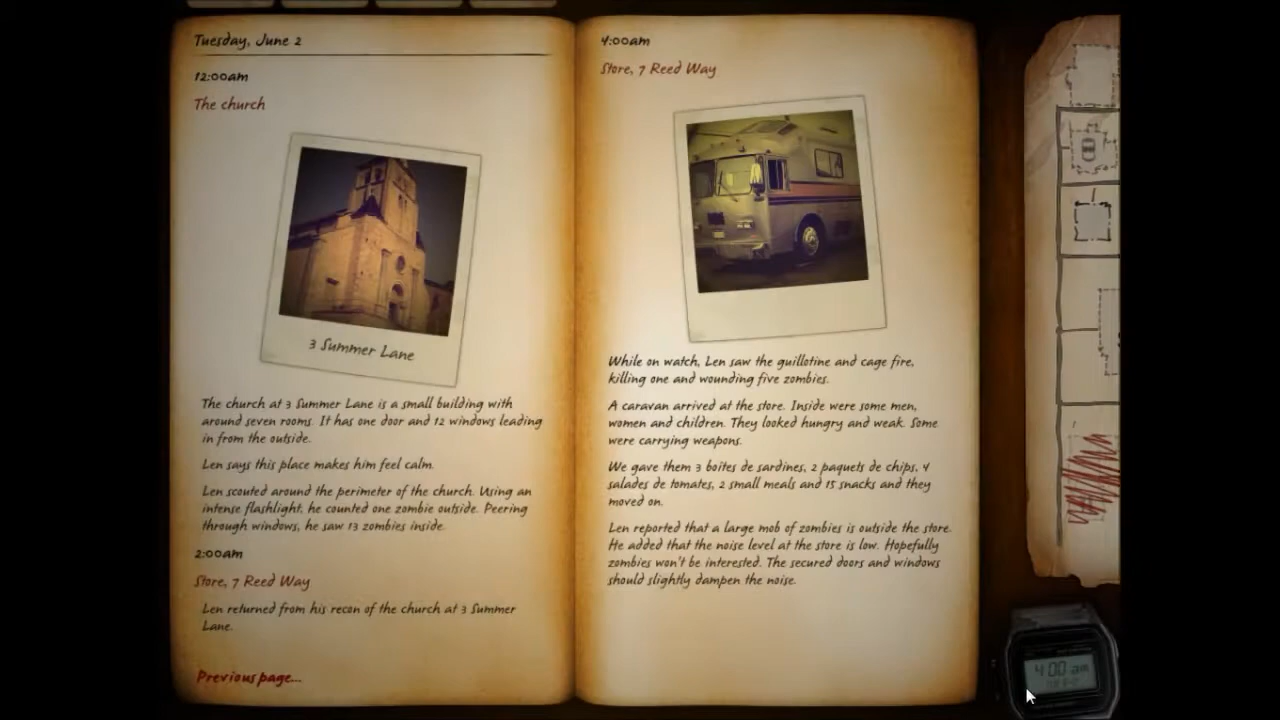 Tuesday, June 2
12:00am
The church
3 Summer Lane
The church at 3 Summer Lane is a small building with
around seven rooms. It has one door and 12 windows leading
in from the outside.
Len says this place makes him feel calm.
Len scouted around the perimeter of the church. Using an
intense flashlight, he counted one zombie outside. Peering
through windows, he saw 13 zombies inside.
2:00am
Store, 7 Reed Way
Len returned from his recon of the church at 3 Summer
Lane.
Previous page...
4:00am
Store, 7 Reed Way
While on watch, Len saw the guillotine and cage fire,
killing one and wounding five zombies.
A caravan arrived at the store. Inside were some men,
women and children. They looked hungry and weak. Some
were carrying weapons.
We gave them 3 boites de sardines, 2 paquets de chips, 4
salades de tomates, 2 small meals and 15 snacks and they
moved on.
Len reported that a large mob of zombies is outside the store.
He added that the noise level at the store is low. Hopefully
zombies won't be interested. The secured doors and windows
should slightly dampen the noise.
4:00 am